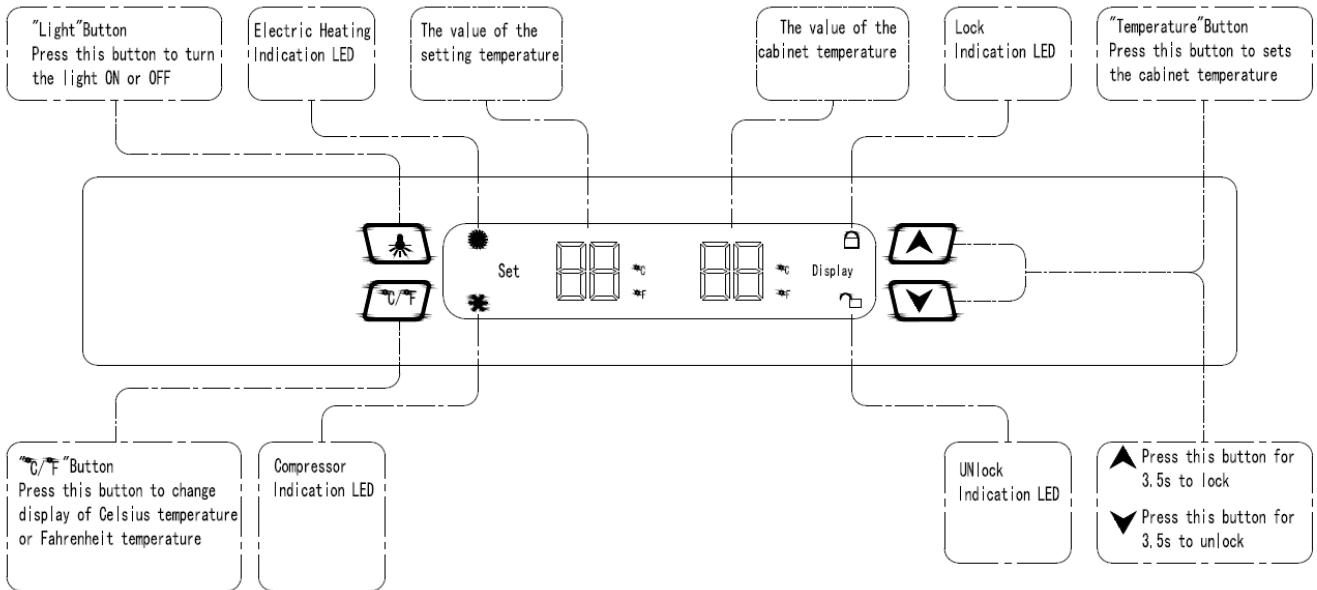 "Light"Button
Press this button to turn
the light ON or OFF
Electric Heating
Indication LED
The value of the
setting temperature
The value of the
cabinet temperature
Lock
Indication LED
"Temperature"Button
Press this button to sets
the cabinet temperature
Set
88
°C
°F
88
°C
°F
Display
°C/°F
"°C/°F"Button
Press this button to change
display of Celsius temperature
or Fahrenheit temperature
Compressor
Indication LED
UNlock
Indication LED
Press this button for
3,5s to lock
Press this button for
3,5s to unlock